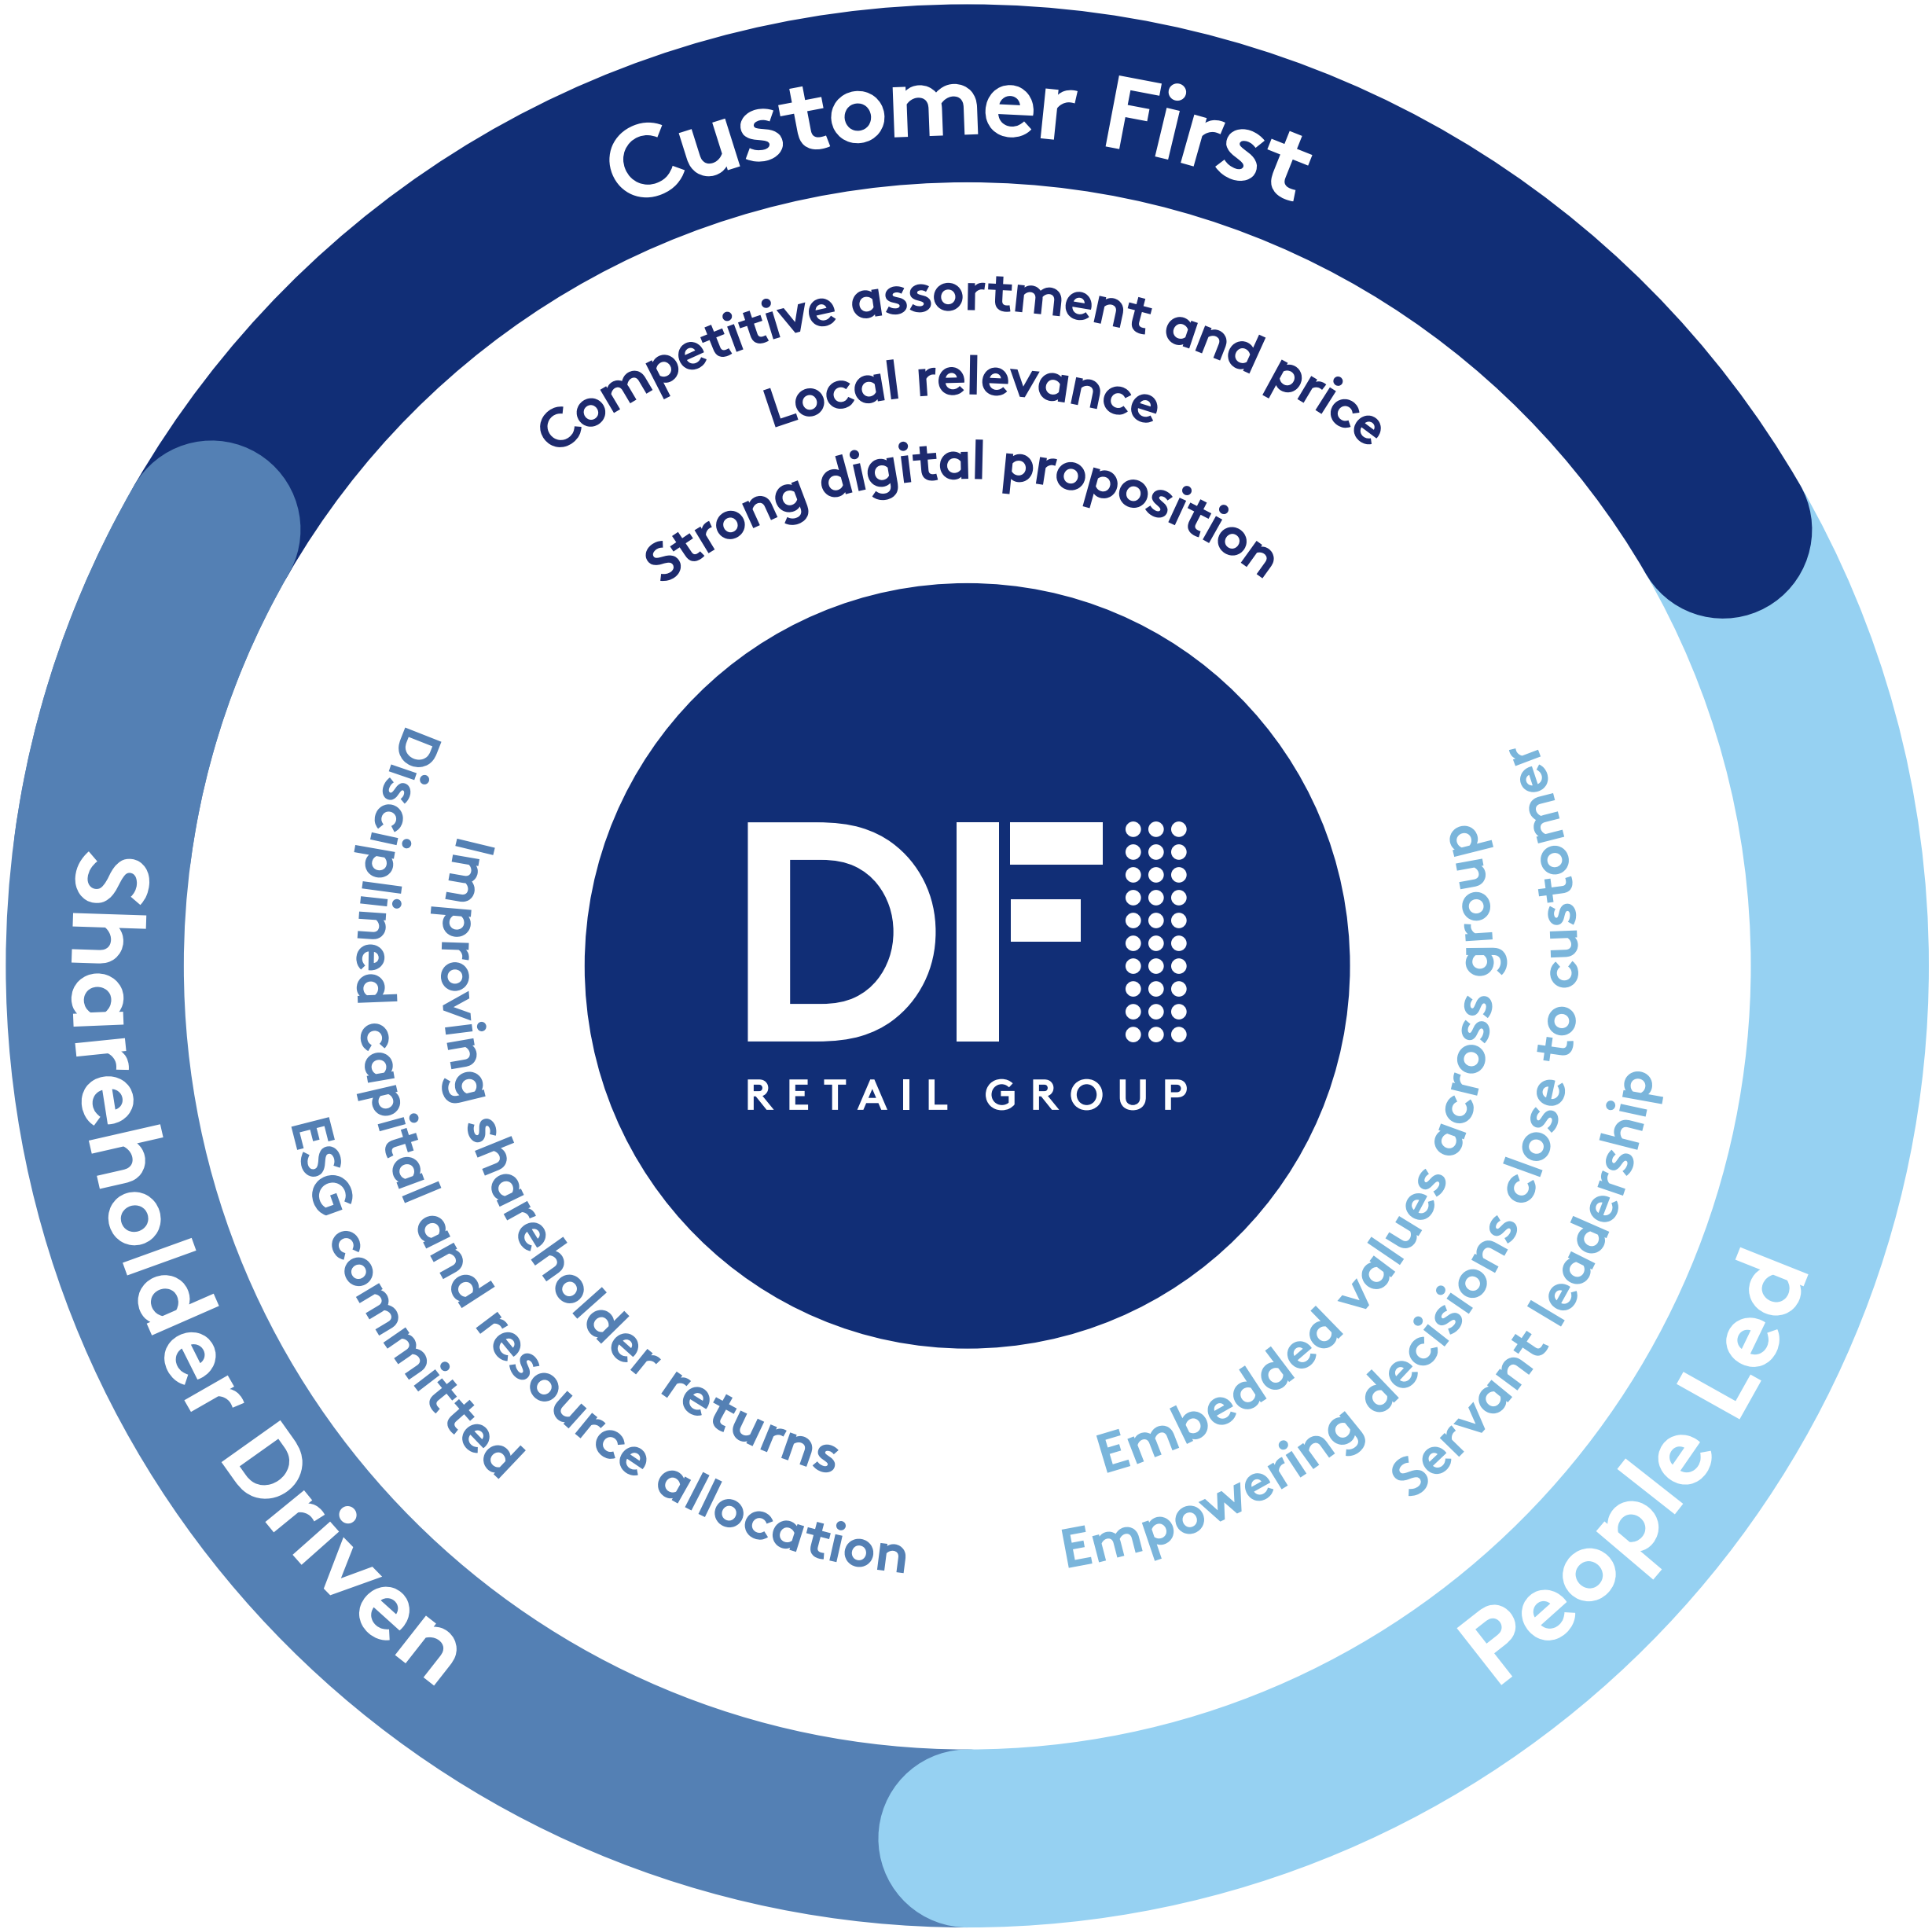 Customer First
Competitive assortment and price
Local relevance
Strong digital proposition
DFI
RETAIL GROUP
People Led
Embedded values across group
Empowering decisions close to customer
Servant leadership
Shareholder Driven
Improving shareholder returns
Disciplined capital and resource allocation
ESG committed